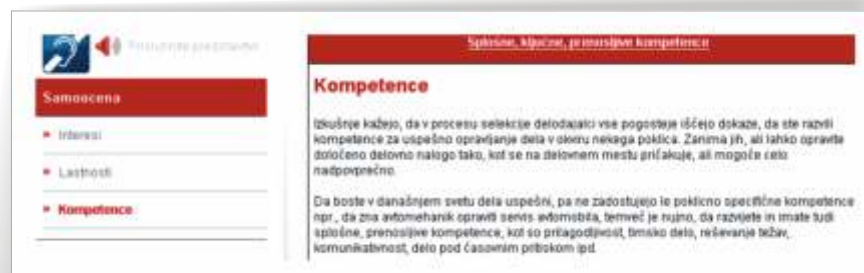 Prisluhnite predstavitvi
Samoocena
Interesi
Lastnosti
Kompetence
Splošne, ključne, prenosljive kompetence
Kompetence
Izkušnje kažejo, da v procesu selekcije delodajalci vse pogosteje iščejo dokaze, da ste razvili
kompetence za uspešno opravljanje dela v okviru nekega poklica. Zanima jih, ali lahko opravite
določeno delovno nalogo tako, kot se na delovnem mestu pričakuje, ali mogoče celo
nadpovprečno.
Da boste v današnjem svetu dela uspešni, pa ne zadostujejo le poklicno specifične kompetence
npr., da zna avtomehanik opraviti servis avtomobila, temveč je nujno, da razvijete in imate tudi
splošne, prenosljive kompetence, kot so prilagodljivost, timsko delo, reševanje težav,
komunikativnost, delo pod časovnim pritiskom ipd.